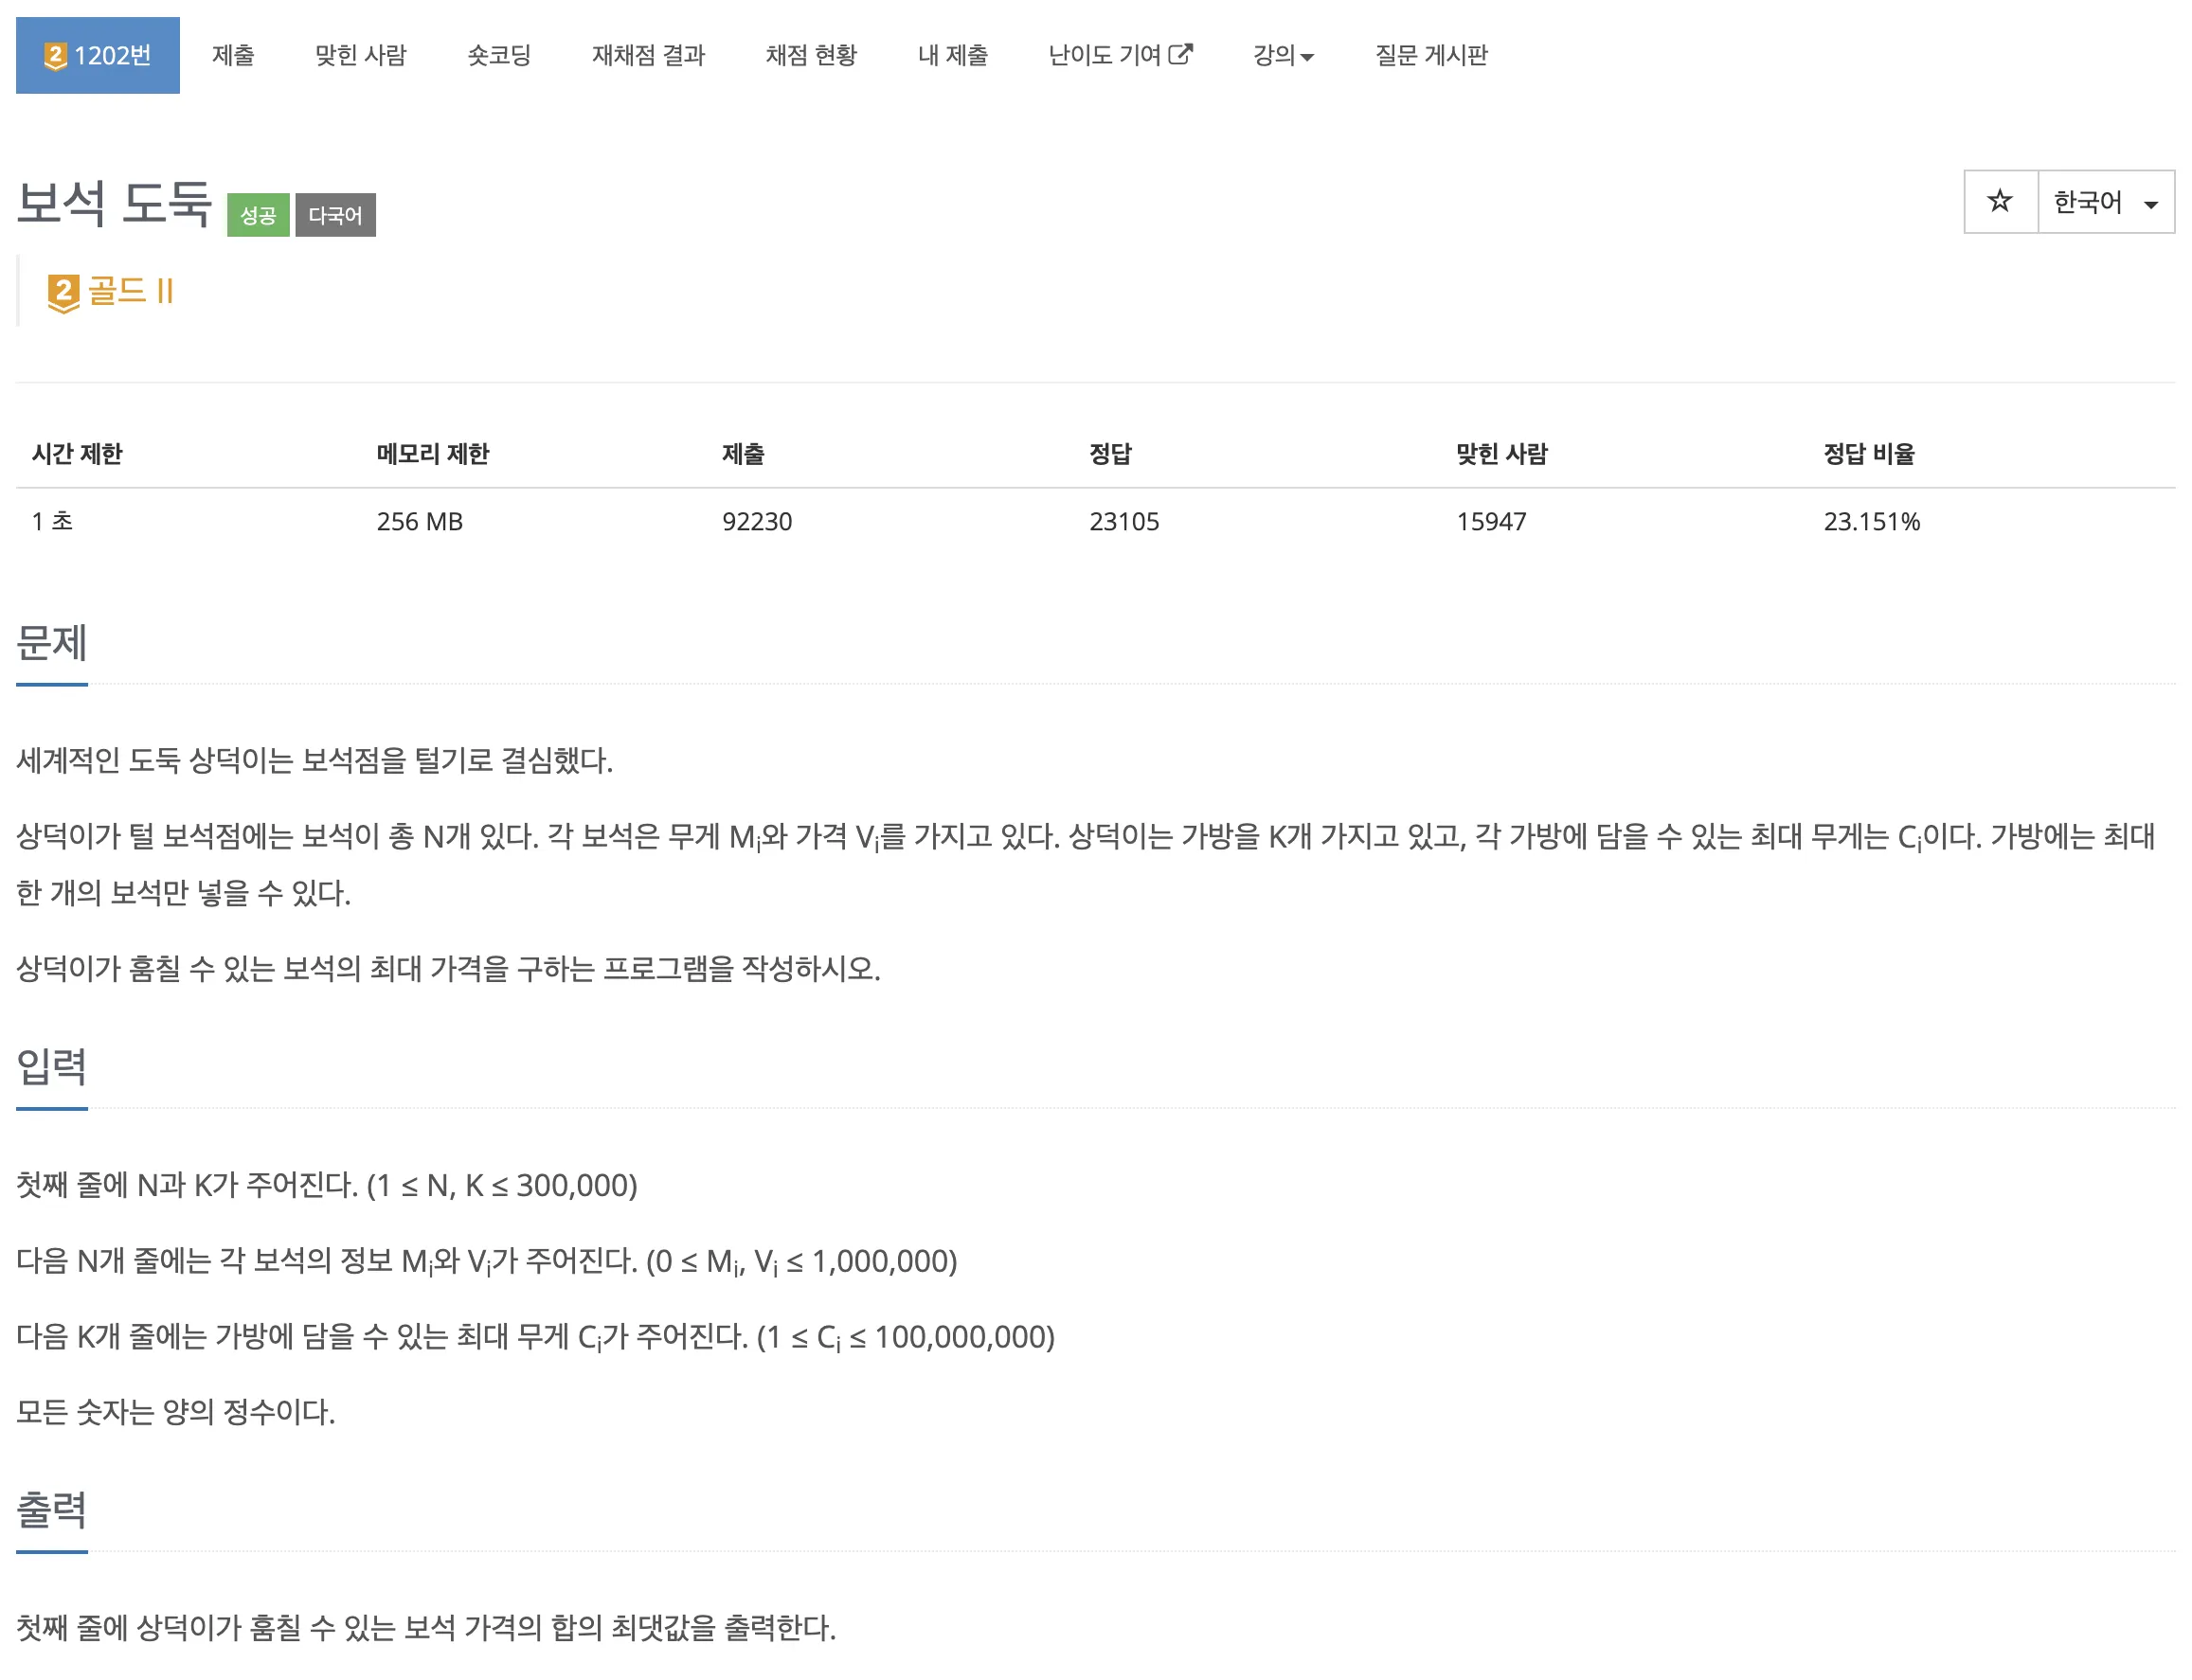 2 1202번 제출 맞힌 사람 숏코딩 재채점 결과 채점 현황 내 제출 난이도 기여 강의 질문 게시판
보석 도둑 성공 다국어 한국어
2 골드 II
시간 제한 메모리 제한 제출 정답 맞힌 사람 정답 비율
1 초 256 MB 92230 23105 15947 23.151%
문제
세계적인 도둑 상덕이는 보석점을 털기로 결심했다.
상덕이가 털 보석점에는 보석이 총 N개 있다. 각 보석은 무게 Mi와 가격 Vi를 가지고 있다. 상덕이는 가방을 K개 가지고 있고, 각 가방에 담을 수 있는 최대 무게는 Ci이다. 가방에는 최대
한 개의 보석만 넣을 수 있다.
상덕이가 훔칠 수 있는 보석의 최대 가격을 구하는 프로그램을 작성하시오.
입력
첫째 줄에 N과 K가 주어진다. (1 ≤ N, K ≤ 300,000)
다음 N개 줄에는 각 보석의 정보 Mi와 Vi가 주어진다. (0 ≤ Mi, Vi ≤ 1,000,000)
다음 K개 줄에는 가방에 담을 수 있는 최대 무게 Ci가 주어진다. (1 ≤ Ci ≤ 100,000,000)
모든 숫자는 양의 정수이다.
출력
첫째 줄에 상덕이가 훔칠 수 있는 보석 가격의 합의 최댓값을 출력한다.